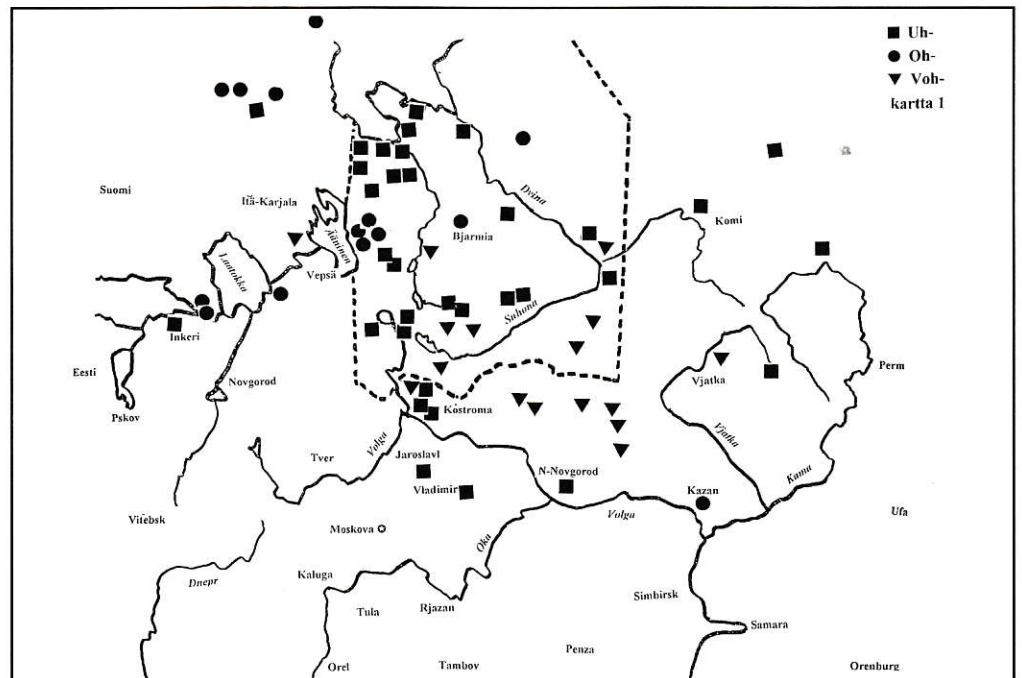 Uh-
Oh-
Voh-
kartta 1
Suomi
Itä-Karjala
Ääninen
Laatokka
Vepsä
Bjarmia
Dvina
Komi
Suhona
Inkeri
Eesti
Pskov
Novgorod
Kostroma
Vjatka
Perm
Vjatka
Kama
Tver
Volga
Jaroslavl
Vladimir
N-Novgorod
Kazan
Volga
Ufa
Vitebsk
Moskova
Oka
Dnepr
Kaluga
Tula
Rjazan
Simbirsk
Samara
Orel
Tambov
Penza
Orenburg